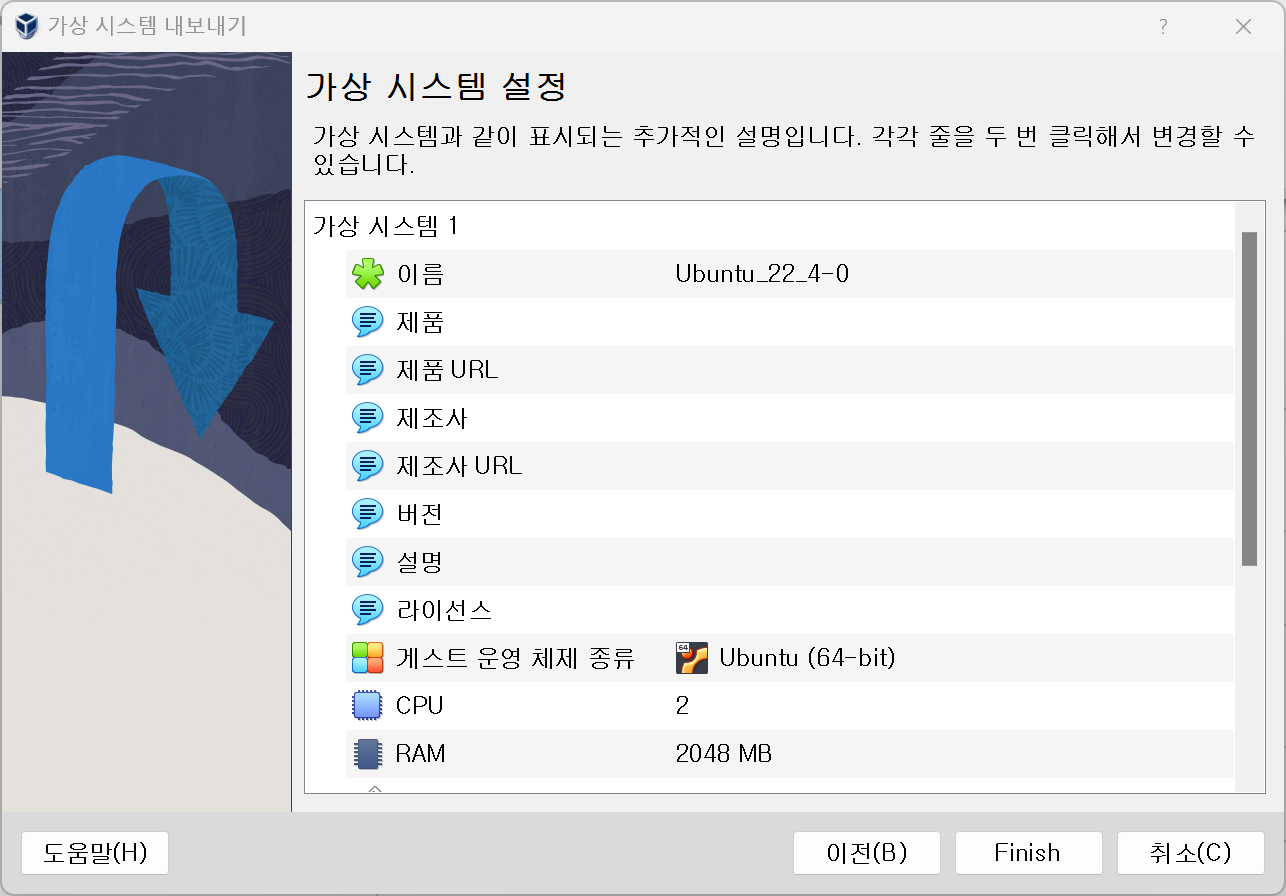 가상 시스템 내보내기
?
가상 시스템 설정
가상 시스템과 같이 표시되는 추가적인 설명입니다. 각각 줄을 두 번 클릭해서 변경할 수
있습니다.
가상 시스템 1
이름 Ubuntu_22_4-0
제품
제품 URL
제조사
제조사 URL
버전
설명
라이선스
게스트 운영 체제 종류 64 Ubuntu (64-bit)
CPU 2
RAM 2048 MB
도움말(H) 이전(B) Finish 취소(C)